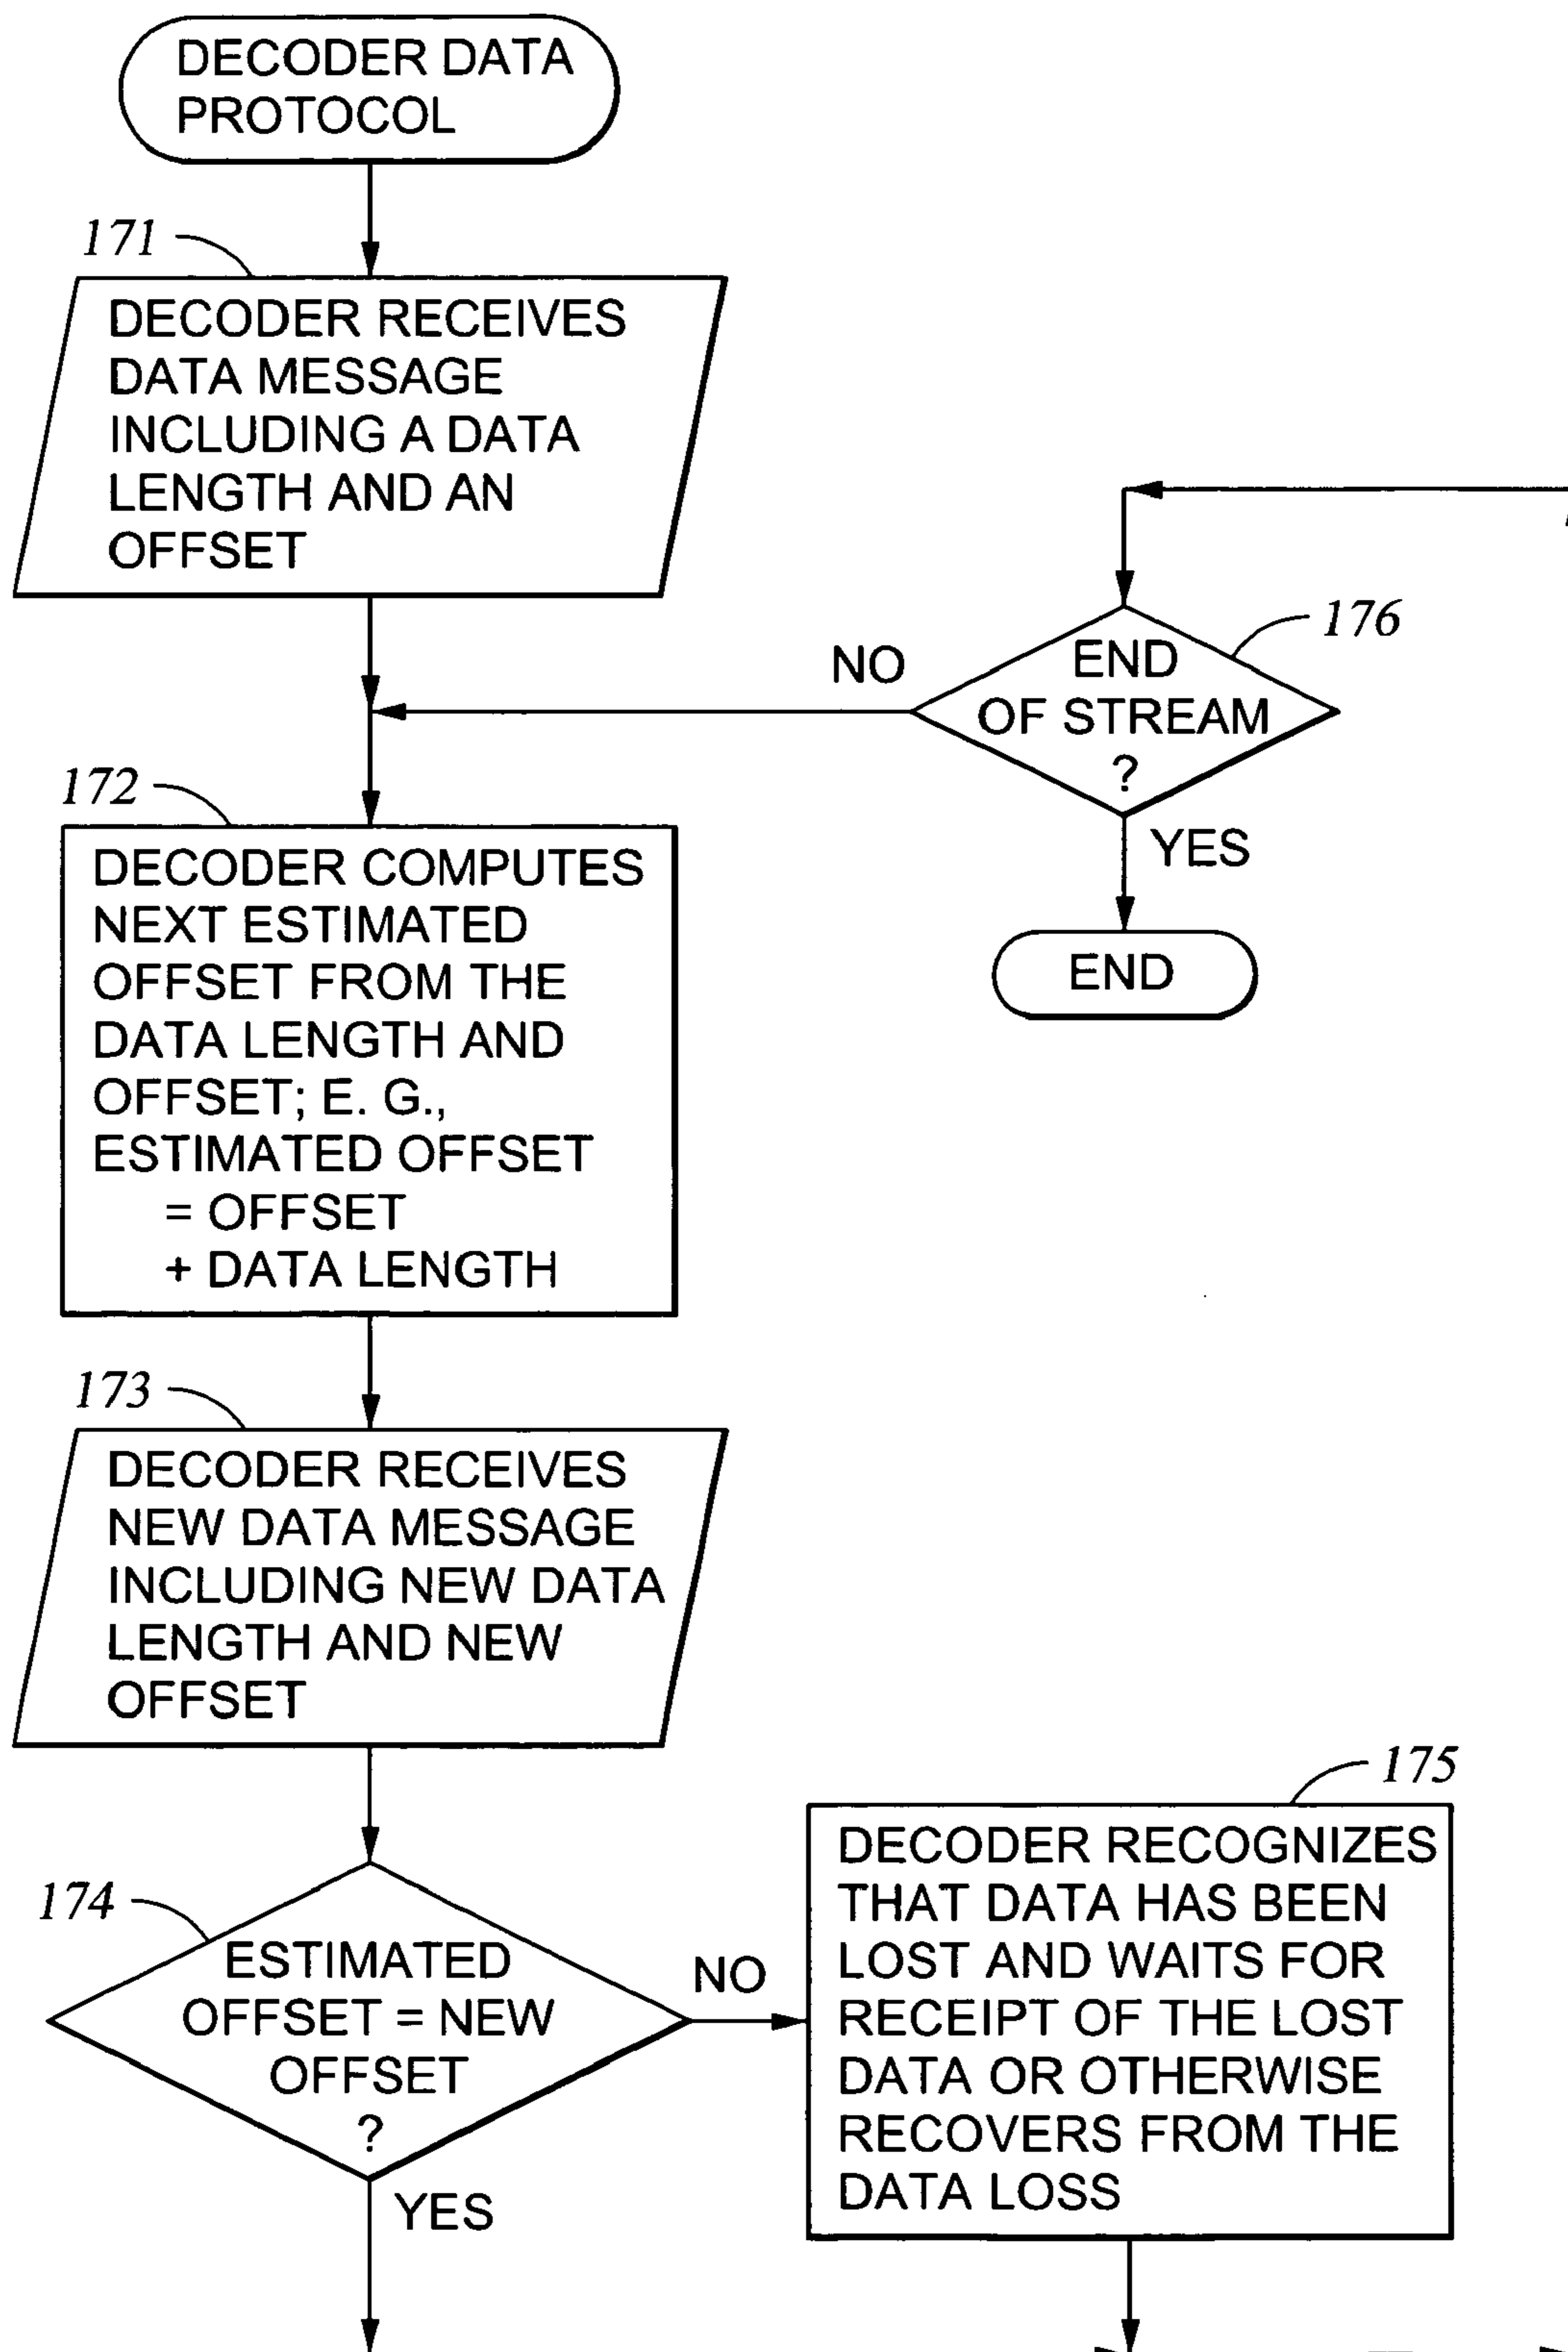 DECODER DATA
PROTOCOL
171
DECODER RECEIVES
DATA MESSAGE
INCLUDING A DATA
LENGTH AND AN
OFFSET
176
END
OF STREAM
?
NO
YES
END
172
DECODER COMPUTES
NEXT ESTIMATED
OFFSET FROM THE
DATA LENGTH AND
OFFSET; E. G.,
ESTIMATED OFFSET
= OFFSET
+ DATA LENGTH
173
DECODER RECEIVES
NEW DATA MESSAGE
INCLUDING NEW DATA
LENGTH AND NEW
OFFSET
174
ESTIMATED
OFFSET = NEW
OFFSET
?
NO
YES
175
DECODER RECOGNIZES
THAT DATA HAS BEEN
LOST AND WAITS FOR
RECEIPT OF THE LOST
DATA OR OTHERWISE
RECOVERS FROM THE
DATA LOSS